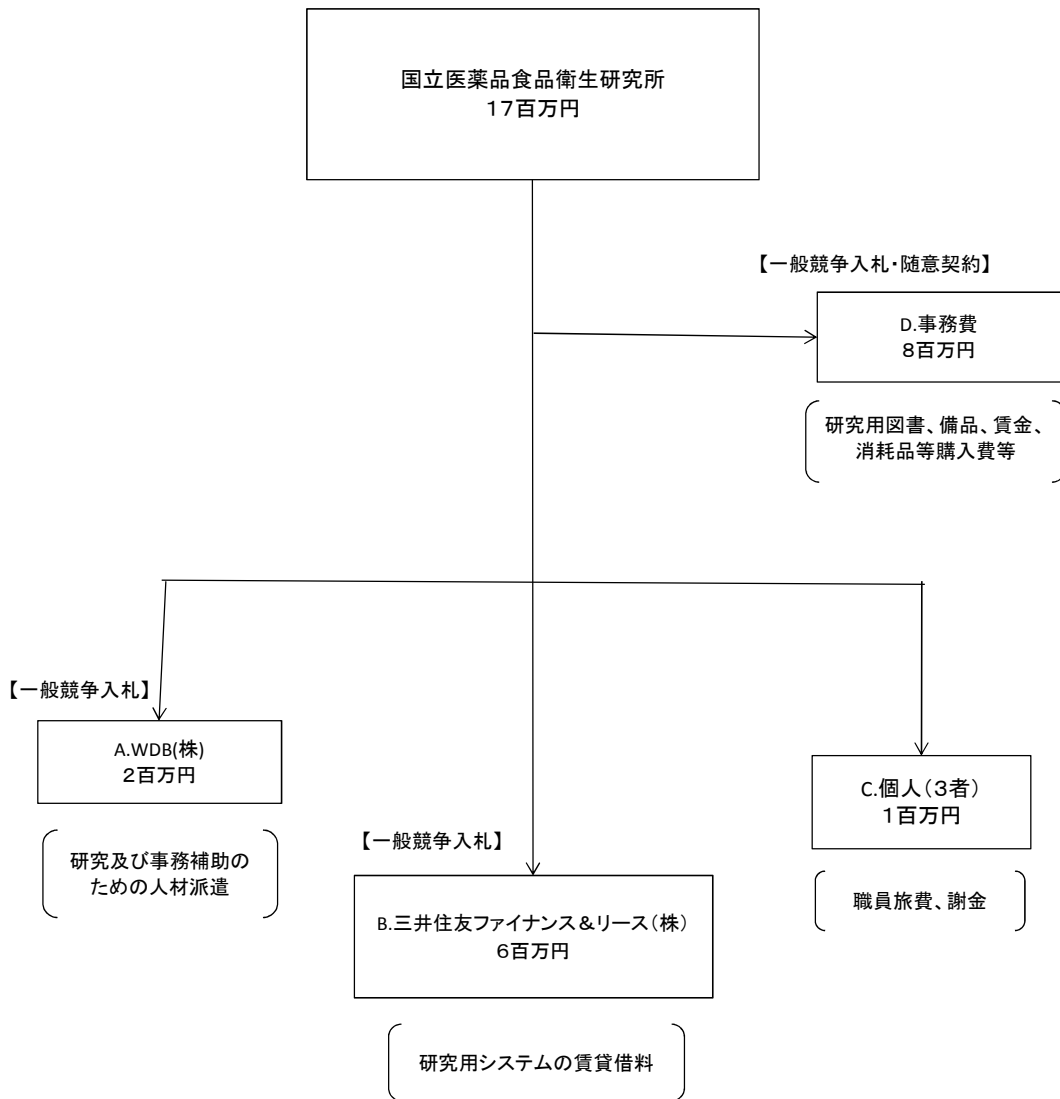 国立医薬品食品衛生研究所
17百万円
【一般競争入札・随意契約】
D.事務費
8百万円
研究用図書、備品、賃金、
消耗品等購入費等
【一般競争入札】
A.WDB(株)
2百万円
研究及び事務補助の
ための人材派遣
【一般競争入札】
B.三井住友ファイナンス&リース(株)
6百万円
研究用システムの賃貸借料
C.個人(3者)
1百万円
職員旅費、謝金